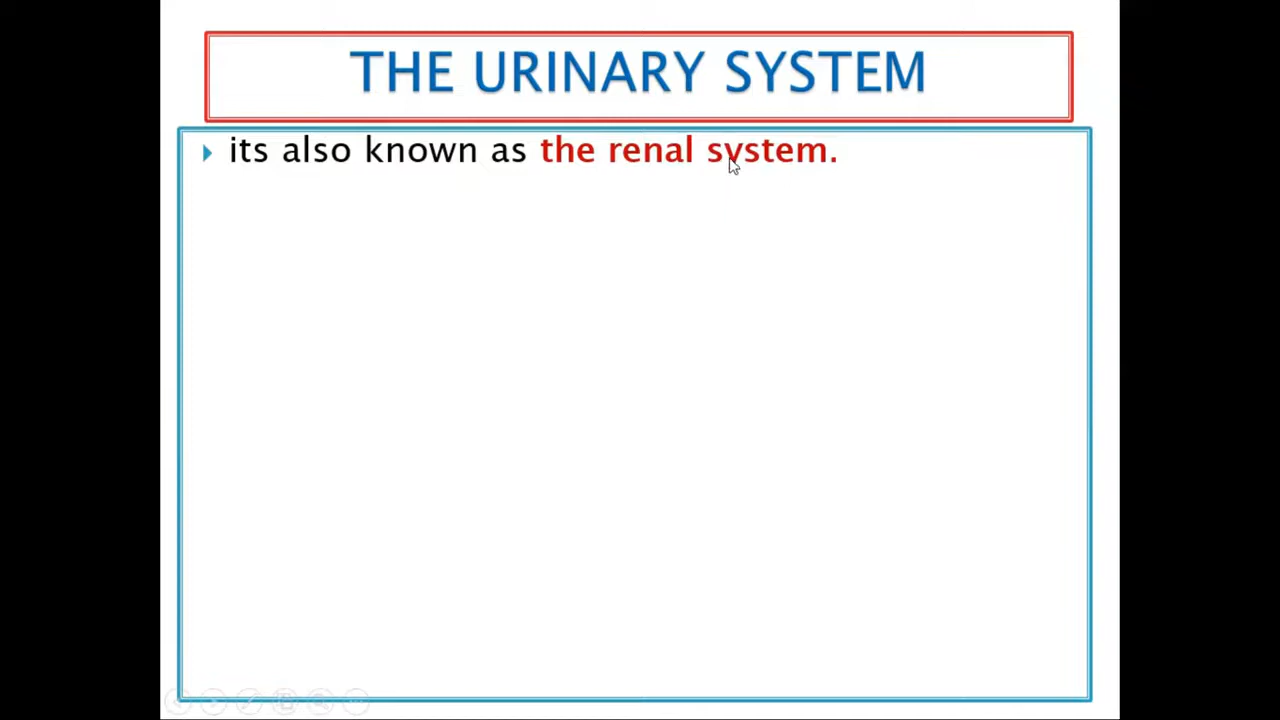 THE URINARY SYSTEM
its also known as the renal system.